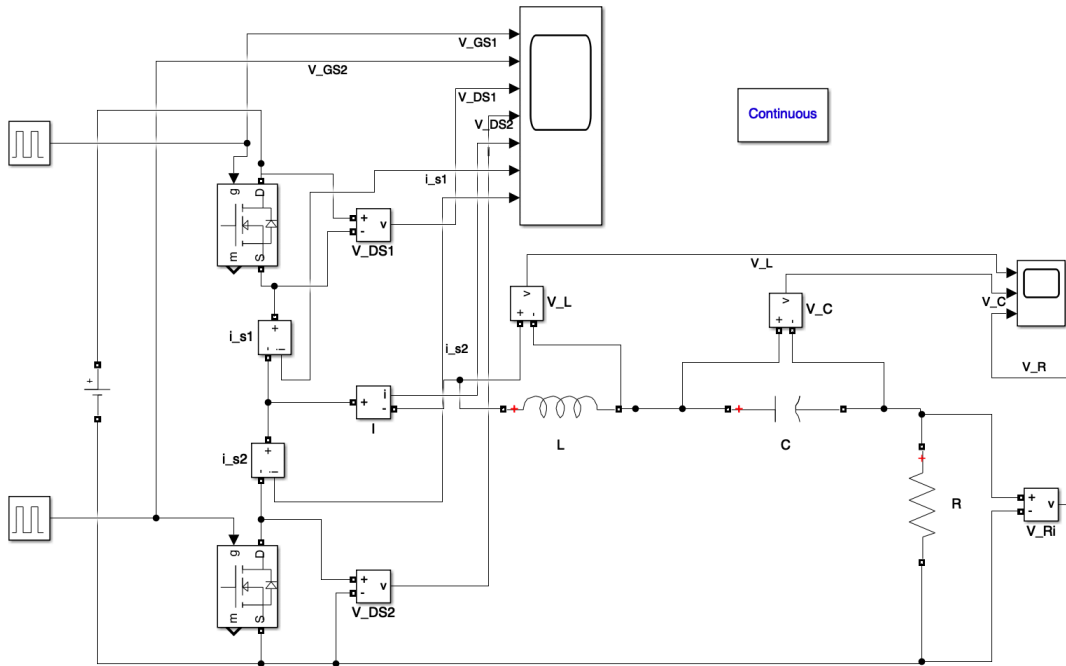 V_GS1
V_GS2
V_DS1
V_DS2
i_s1
Continuous
g
D
m
S
+
-
v
V_DS1
i_s1
+
-
i
V_L
v
+
-
V_L
V_C
v
+
-
V_C
V_R
i_s2
+
+
i
-
I
+
L
+
C
i_s2
+
-
i
+
R
+
-
v
V_Ri
g
D
m
S
+
-
v
V_DS2